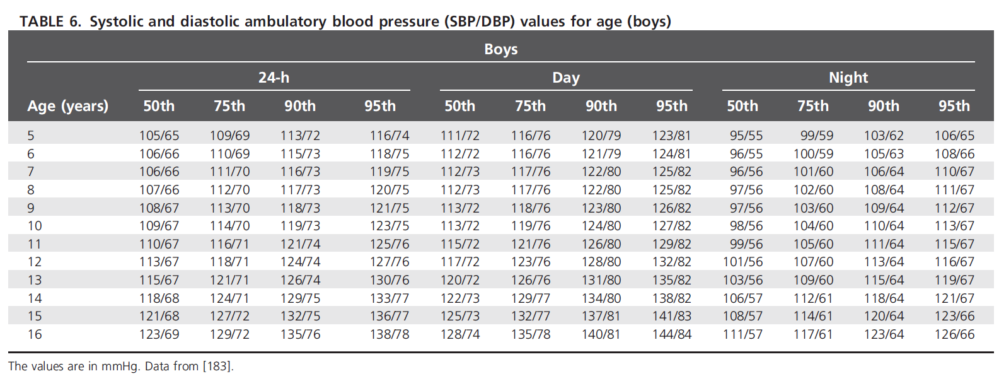 TABLE 6. Systolic and diastolic ambulatory blood pressure (SBP/DBP) values for age (boys)
Boys
24-h Day Night
Age (years) 50th 75th 90th 95th 50th 75th 90th 95th 50th 75th 90th 95th
5 105/65 109/69 113/72 116/74 111/72 116/76 120/79 123/81 95/55 99/59 103/62 106/65
6 106/66 110/69 115/73 118/75 112/72 116/76 121/79 124/81 96/55 100/59 105/63 108/66
7 106/66 111/70 116/73 119/75 112/73 117/76 122/80 125/82 96/56 101/60 106/64 110/67
8 107/66 112/70 117/73 120/75 112/73 117/76 122/80 125/82 97/56 102/60 108/64 111/67
9 108/67 113/70 118/73 121/75 113/72 118/76 123/80 126/82 97/56 103/60 109/64 112/67
10 109/67 114/70 119/73 123/75 113/72 119/76 124/80 127/82 98/56 104/60 110/64 113/67
11 110/67 116/71 121/74 125/76 115/72 121/76 126/80 129/82 99/56 105/60 111/64 115/67
12 113/67 118/71 124/74 127/76 117/72 123/76 128/80 132/82 101/56 107/60 113/64 116/67
13 115/67 121/71 126/74 130/76 120/72 126/76 131/80 135/82 103/56 109/60 115/64 119/67
14 118/68 124/71 129/75 133/77 122/73 129/77 134/80 138/82 106/57 112/61 118/64 121/67
15 121/68 127/72 132/75 136/77 125/73 132/77 137/81 141/83 108/57 114/61 120/64 123/66
16 123/69 129/72 135/76 138/78 128/74 135/78 140/81 144/84 111/57 117/61 123/64 126/66
The values are in mmHg. Data from [183].